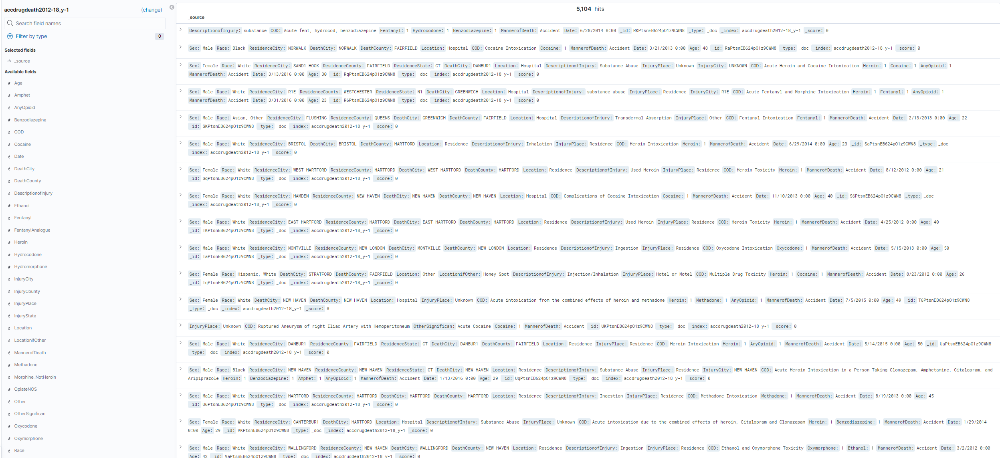 accdrugdeath2012-18_y-1 (change)
Search field names
Filter by type 0
Selected fields
_source
Available fields
# Age
# Amphet
t AnyOpioid
# Benzodiazepine
t COD
# Cocaine
t Date
t DeathCity
t DeathCounty
t DescriptionofInjury
# Ethanol
t Fentanyl
# FentanylAnalogue
# Heroin
# Hydrocodone
# Hydromorphone
t InjuryCity
t InjuryCounty
t InjuryPlace
t InjuryState
t Location
t LocationifOther
t MannerofDeath
# Methadone
t Morphine_NotHeroin
# OpiateNOS
t Other
t OtherSignifican
# Oxycodone
# Oxymorphone
t Race
5,104 hits
_source
DescriptionofInjury: substance COD: Acute fent, hydrocod, benzodiazepine Fentanyl: 1 Hydrocodone: 1 Benzodiazepine: 1 MannerofDeath: Accident Date: 6/28/2014 0:00 _id: RKPtsnEB624pO1z9CWN8 _type: _doc _index: accdrugdeath2012-18_y-1 _score: 0
Sex: Male Race: Black ResidenceCity: NORWALK DeathCity: NORWALK DeathCounty: FAIRFIELD Location: Hospital COD: Cocaine Intoxication Cocaine: 1 MannerofDeath: Accident Date: 3/21/2013 0:00 Age: 48 _id: RaPtsnEB624pO1z9CWN8 _type: _doc _index: accdrugdeath2012-18_y-1 _score: 0
Sex: Female Race: White ResidenceCity: SAND1 HOOK ResidenceCounty: FAIRFIELD ResidenceState: CT DeathCity: DANBUR1 Location: Hospital DescriptionofInjury: Substance Abuse InjuryPlace: Unknown InjuryCity: UNKNOWN COD: Acute Heroin and Cocaine Intoxication Heroin: 1 Cocaine: 1 AnyOpioid: 1
MannerofDeath: Accident Date: 3/13/2016 0:00 Age: 30 _id: RqPtsnEB624pO1z9CWN8 _type: _doc _index: accdrugdeath2012-18_y-1 _score: 0
Sex: Male Race: White ResidenceCity: R1E ResidenceCounty: WESTCHESTER ResidenceState: N1 DeathCity: GREENWICH Location: Hospital DescriptionofInjury: substance abuse InjuryPlace: Residence InjuryCity: R1E COD: Acute Fentanyl and Morphine Intoxication Heroin: 1 Fentanyl: 1 AnyOpioid: 1
MannerofDeath: Accident Date: 3/31/2016 0:00 Age: 23 _id: R6PtsnEB624pO1z9CWN8 _type: _doc _index: accdrugdeath2012-18_y-1 _score: 0
Sex: Male Race: Asian, Other ResidenceCity: FLUSHING ResidenceCounty: QUEENS DeathCity: GREENWICH DeathCounty: FAIRFIELD Location: Hospital DescriptionofInjury: Transdermal Absorption InjuryPlace: Other COD: Fentanyl Intoxication Fentanyl: 1 MannerofDeath: Accident Date: 2/13/2013 0:00 Age: 22
_id: SKPtsnEB624pO1z9CWN8 _type: _doc _index: accdrugdeath2012-18_y-1 _score: 0
Sex: Male Race: White ResidenceCity: BRISTOL DeathCity: BRISTOL DeathCounty: HARTFORD Location: Residence DescriptionofInjury: Inhalation InjuryPlace: Residence COD: Heroin Intoxication Heroin: 1 MannerofDeath: Accident Date: 6/29/2014 0:00 Age: 23 _id: SaPtsnEB624pO1z9CWN8 _type: _doc
_index: accdrugdeath2012-18_y-1 _score: 0
Sex: Female Race: White ResidenceCity: WEST HARTFORD ResidenceCounty: HARTFORD DeathCity: WEST HARTFORD DeathCounty: HARTFORD Location: Residence DescriptionofInjury: Used Heroin InjuryPlace: Residence COD: Heroin Toxicity Heroin: 1 MannerofDeath: Accident Date: 8/12/2012 0:00 Age: 21
_id: SqPtsnEB624pO1z9CWN8 _type: _doc _index: accdrugdeath2012-18_y-1 _score: 0
Sex: Female Race: White ResidenceCity: HAMDEN ResidenceCounty: NEW HAVEN DeathCity: NEW HAVEN DeathCounty: NEW HAVEN Location: Hospital COD: Complications of Cocaine Intoxication Cocaine: 1 MannerofDeath: Accident Date: 11/10/2013 0:00 Age: 40 _id: S6PtsnEB624pO1z9CWN8 _type: _doc
_index: accdrugdeath2012-18_y-1 _score: 0
Sex: Male Race: White ResidenceCity: EAST HARTFORD ResidenceCounty: HARTFORD DeathCity: EAST HARTFORD DeathCounty: HARTFORD Location: Residence DescriptionofInjury: Used Heroin InjuryPlace: Residence COD: Heroin Toxicity Heroin: 1 MannerofDeath: Accident Date: 4/25/2012 0:00 Age: 40
_id: TKPtsnEB624pO1z9CWN8 _type: _doc _index: accdrugdeath2012-18_y-1 _score: 0
Sex: Male Race: White ResidenceCity: MONTVILLE ResidenceCounty: NEW LONDON DeathCity: MONTVILLE DeathCounty: NEW LONDON Location: Residence DescriptionofInjury: Ingestion InjuryPlace: Residence COD: Oxycodone Intoxication Oxycodone: 1 MannerofDeath: Accident Date: 5/15/2013 0:00 Age: 50
_id: TaPtsnEB624pO1z9CWN8 _type: _doc _index: accdrugdeath2012-18_y-1 _score: 0
Sex: Female Race: Hispanic, White DeathCity: STRATFORD DeathCounty: FAIRFIELD Location: Other LocationifOther: Honey Spot DescriptionofInjury: Injection/Inhalation InjuryPlace: Hotel or Motel COD: Multiple Drug Toxicity Heroin: 1 Cocaine: 1 MannerofDeath: Accident Date: 8/23/2012 0:00 Age: 26
_id: TqPtsnEB624pO1z9CWN8 _type: _doc _index: accdrugdeath2012-18_y-1 _score: 0
Sex: Female Race: White DeathCity: NEW HAVEN DeathCounty: NEW HAVEN Location: Hospital InjuryPlace: Unknown COD: Acute intoxication from the combined effects of heroin and methadone Heroin: 1 Methadone: 1 AnyOpioid: 1 MannerofDeath: Accident Date: 7/5/2015 0:00 Age: 49 _id: T6PtsnEB624pO1z9CWN8
_type: _doc _index: accdrugdeath2012-18_y-1 _score: 0
InjuryPlace: Unknown COD: Ruptured Aneurysm of right Iliac Artery with Hemoperitoneum OtherSignifican: Acute Cocaine Cocaine: 1 MannerofDeath: Accident _id: UKPtsnEB624pO1z9CWN8 _type: _doc _index: accdrugdeath2012-18_y-1 _score: 0
Sex: Male Race: White ResidenceCity: DANBUR1 ResidenceCounty: FAIRFIELD ResidenceState: CT DeathCity: DANBUR1 DeathCounty: FAIRFIELD Location: Residence InjuryPlace: Residence COD: Heroin Intoxication Heroin: 1 AnyOpioid: 1 MannerofDeath: Accident Date: 5/14/2015 0:00 Age: 50 _id: UaPtsnEB624pO1z9CWN8
_type: _doc _index: accdrugdeath2012-18_y-1 _score: 0
Sex: Male Race: Black ResidenceCity: NEW HAVEN ResidenceCounty: NEW HAVEN ResidenceState: CT DeathCity: NEW HAVEN Location: Residence DescriptionofInjury: Substance Abuse InjuryPlace: Residence InjuryCity: NEW HAVEN COD: Acute Heroin Intoxication in a Person Taking Clonazepam, Amphetamine, Citalopram, and
Aripiprazole Heroin: 1 Benzodiazepine: 1 Amphet: 1 AnyOpioid: 1 MannerofDeath: Accident Date: 1/13/2016 0:00 Age: 29 _id: UqPtsnEB624pO1z9CWN8 _type: _doc _index: accdrugdeath2012-18_y-1 _score: 0
Sex: Male Race: White ResidenceCity: HARTFORD ResidenceCounty: HARTFORD DeathCity: HARTFORD DeathCounty: HARTFORD Location: Residence DescriptionofInjury: Ingestion InjuryPlace: Residence COD: Methadone Intoxication Methadone: 1 MannerofDeath: Accident Date: 8/19/2013 0:00 Age: 45
_id: U6PtsnEB624pO1z9CWN8 _type: _doc _index: accdrugdeath2012-18_y-1 _score: 0
Sex: Female Race: White ResidenceCity: CANTERBUR1 DeathCity: HARTFORD Location: Hospital DescriptionofInjury: Substance Abuse InjuryPlace: Unknown COD: Acute intoxication due to the combined effects of heroin, Citalopram and Clonazepam Heroin: 1 Benzodiazepine: 1 MannerofDeath: Accident Date: 1/29/2014
0:00 Age: 29 _id: VKPtsnEB624pO1z9CWN8 _type: _doc _index: accdrugdeath2012-18_y-1 _score: 0
Sex: Male Race: White ResidenceCity: WALLINGFORD ResidenceCounty: NEW HAVEN DeathCity: WALLINGFORD DeathCounty: NEW HAVEN Location: Residence DescriptionofInjury: Ingestion InjuryPlace: Residence COD: Ethanol and Oxymorphone Toxicity Oxymorphone: 1 Ethanol: 1 MannerofDeath: Accident Date: 3/2/2012 0:00
Age: 42 _id: VaPtsnEB624pO1z9CWN8 _type: _doc _index: accdrugdeath2012-18_y-1 _score: 0